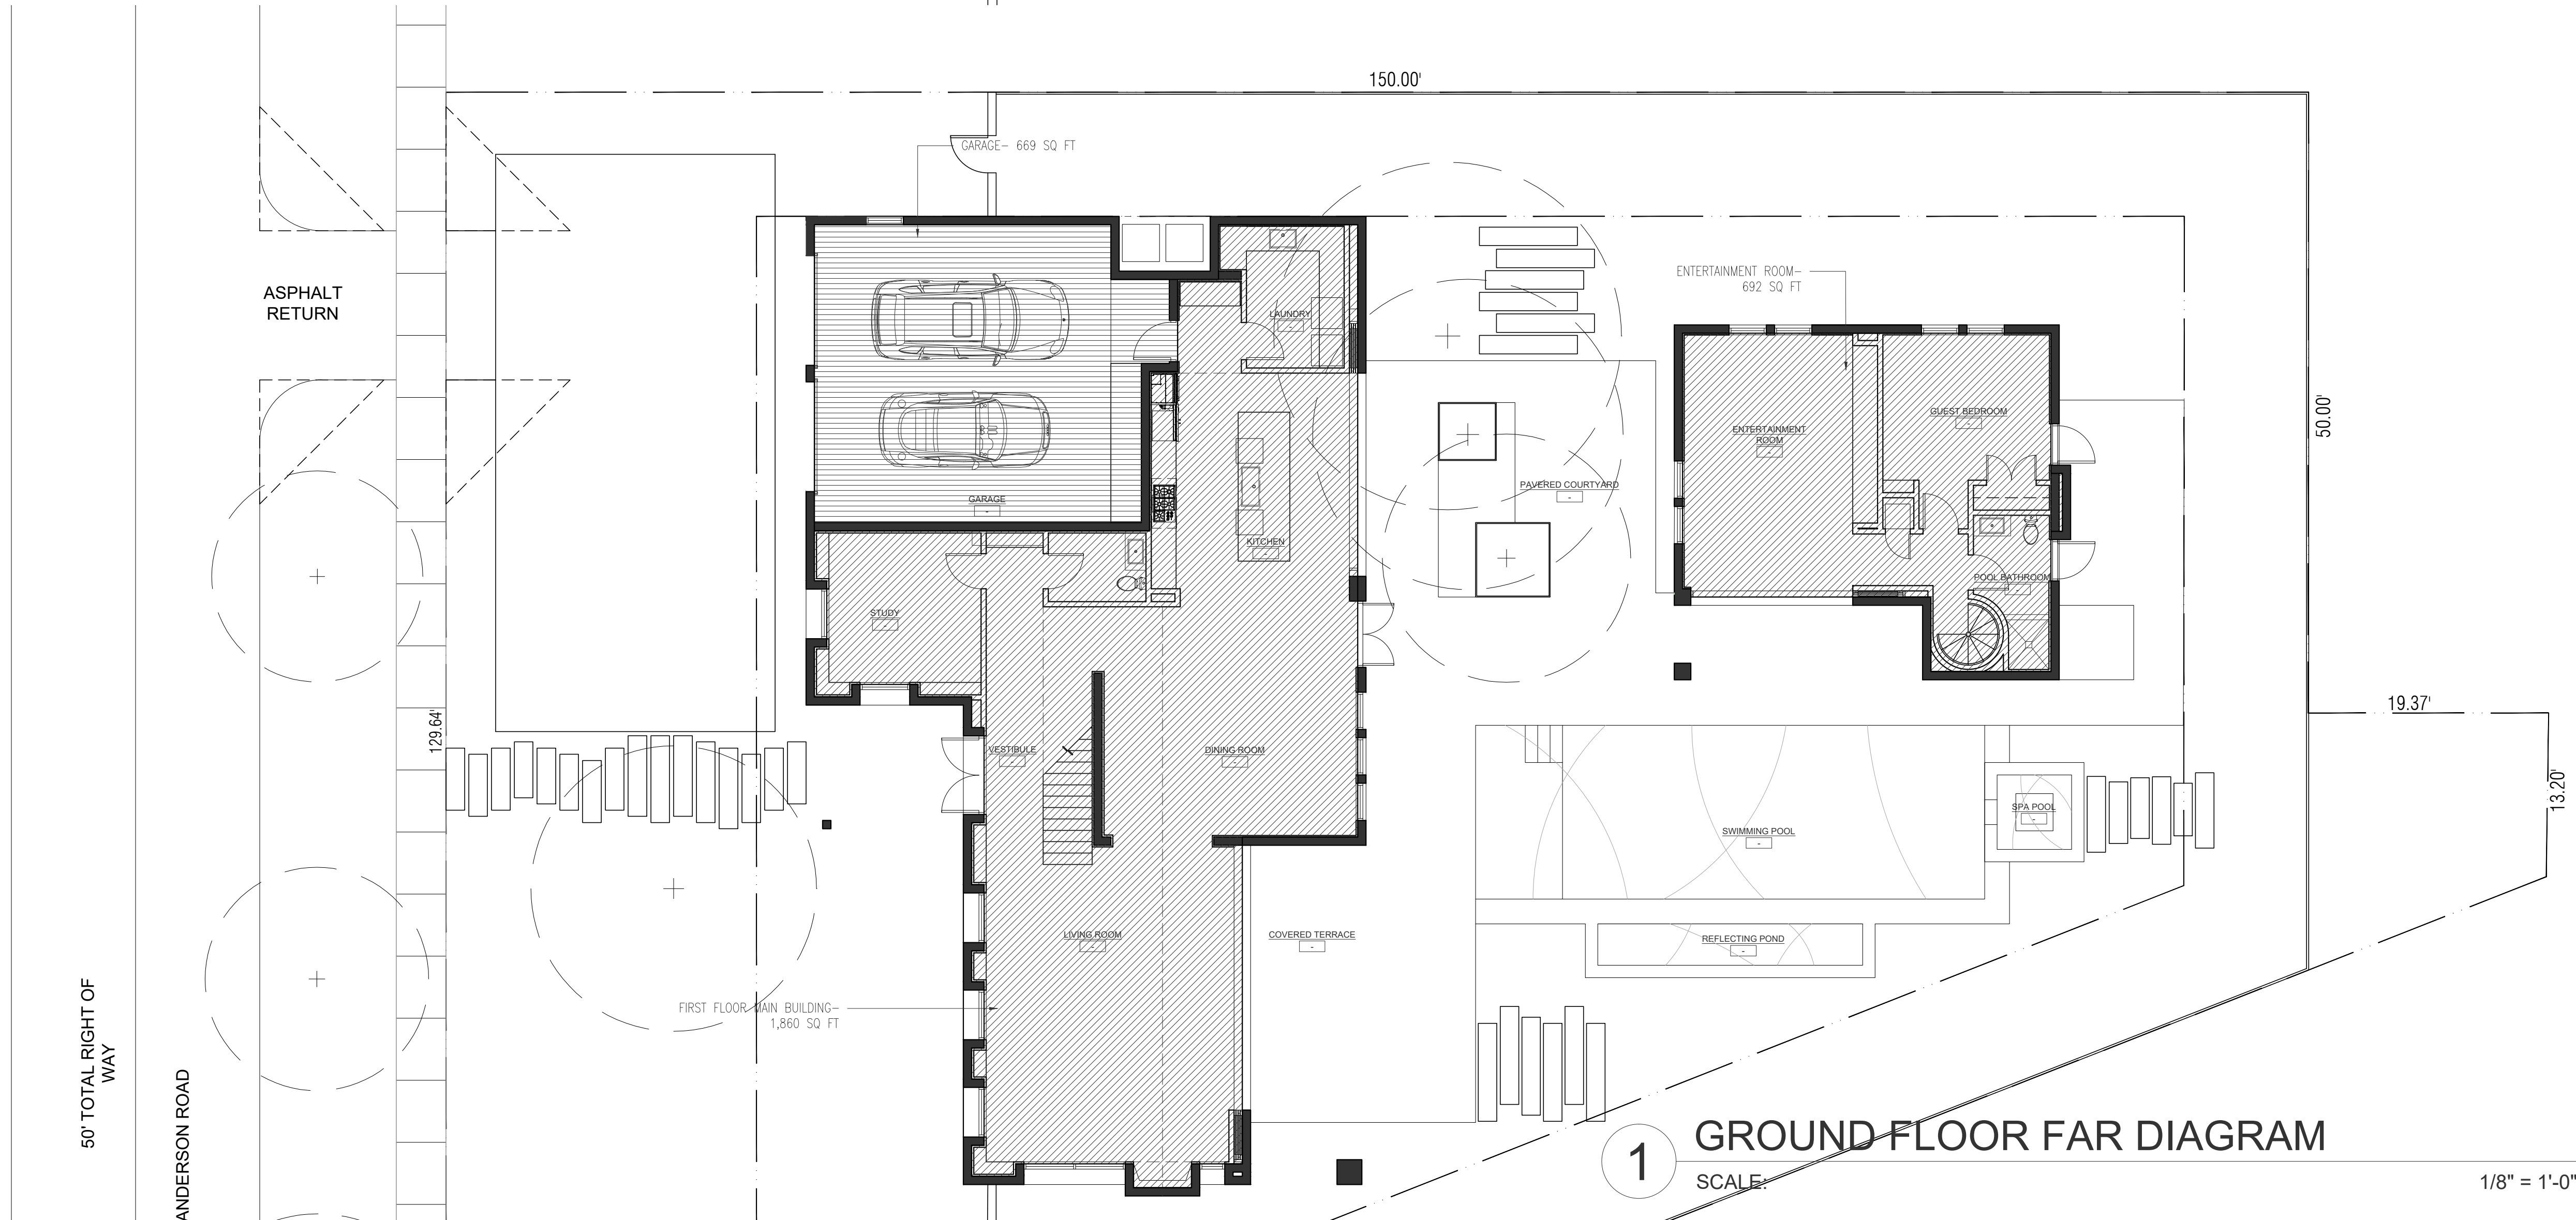 150.00'
GARAGE- 669 SQ FT
ASPHALT
RETURN
LAUNDRY
-
ENTERTAINMENT ROOM-
692 SQ FT
50.00'
GUEST BEDROOM
-
ENTERTAINMENT
ROOM
-
GARAGE
-
PAVERED COURTYARD
-
KITCHEN
-
POOL BATHROOM
-
STUDY
-
129.64'
19.37'
13.20'
VESTIBULE
-
DINING ROOM
-
SPA POOL
-
SWIMMING POOL
-
LIVING ROOM
-
COVERED TERRACE
-
REFLECTING POND
-
FIRST FLOOR MAIN BUILDING-
1,860 SQ FT
50' TOTAL RIGHT OF
WAY
ANDERSON ROAD
1
GROUND FLOOR FAR DIAGRAM
SCALE:
1/8" = 1'-0"